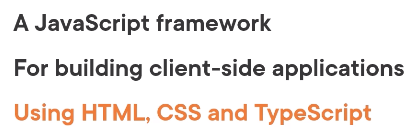 A JavaScript framework
For building client-side applications
Using HTML, CSS and TypeScript